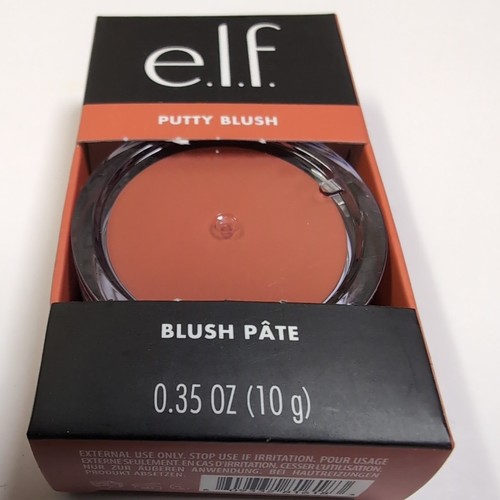 e.l.f.
PUTTY BLUSH
BLUSH PÂTE
0.35 OZ (10 g)
EXTERNAL USE ONLY. STOP USE IF IRRITATION. POUR USAGE
EXTERNE SEULEMENT. EN CAS D'IRRITATION, CESSER L'UTILISATION.
NUR ZUR ÄUßEREN ANWENDUNG. BEI HAUTREIZUNGEN
PRODUKT ABSETZEN.